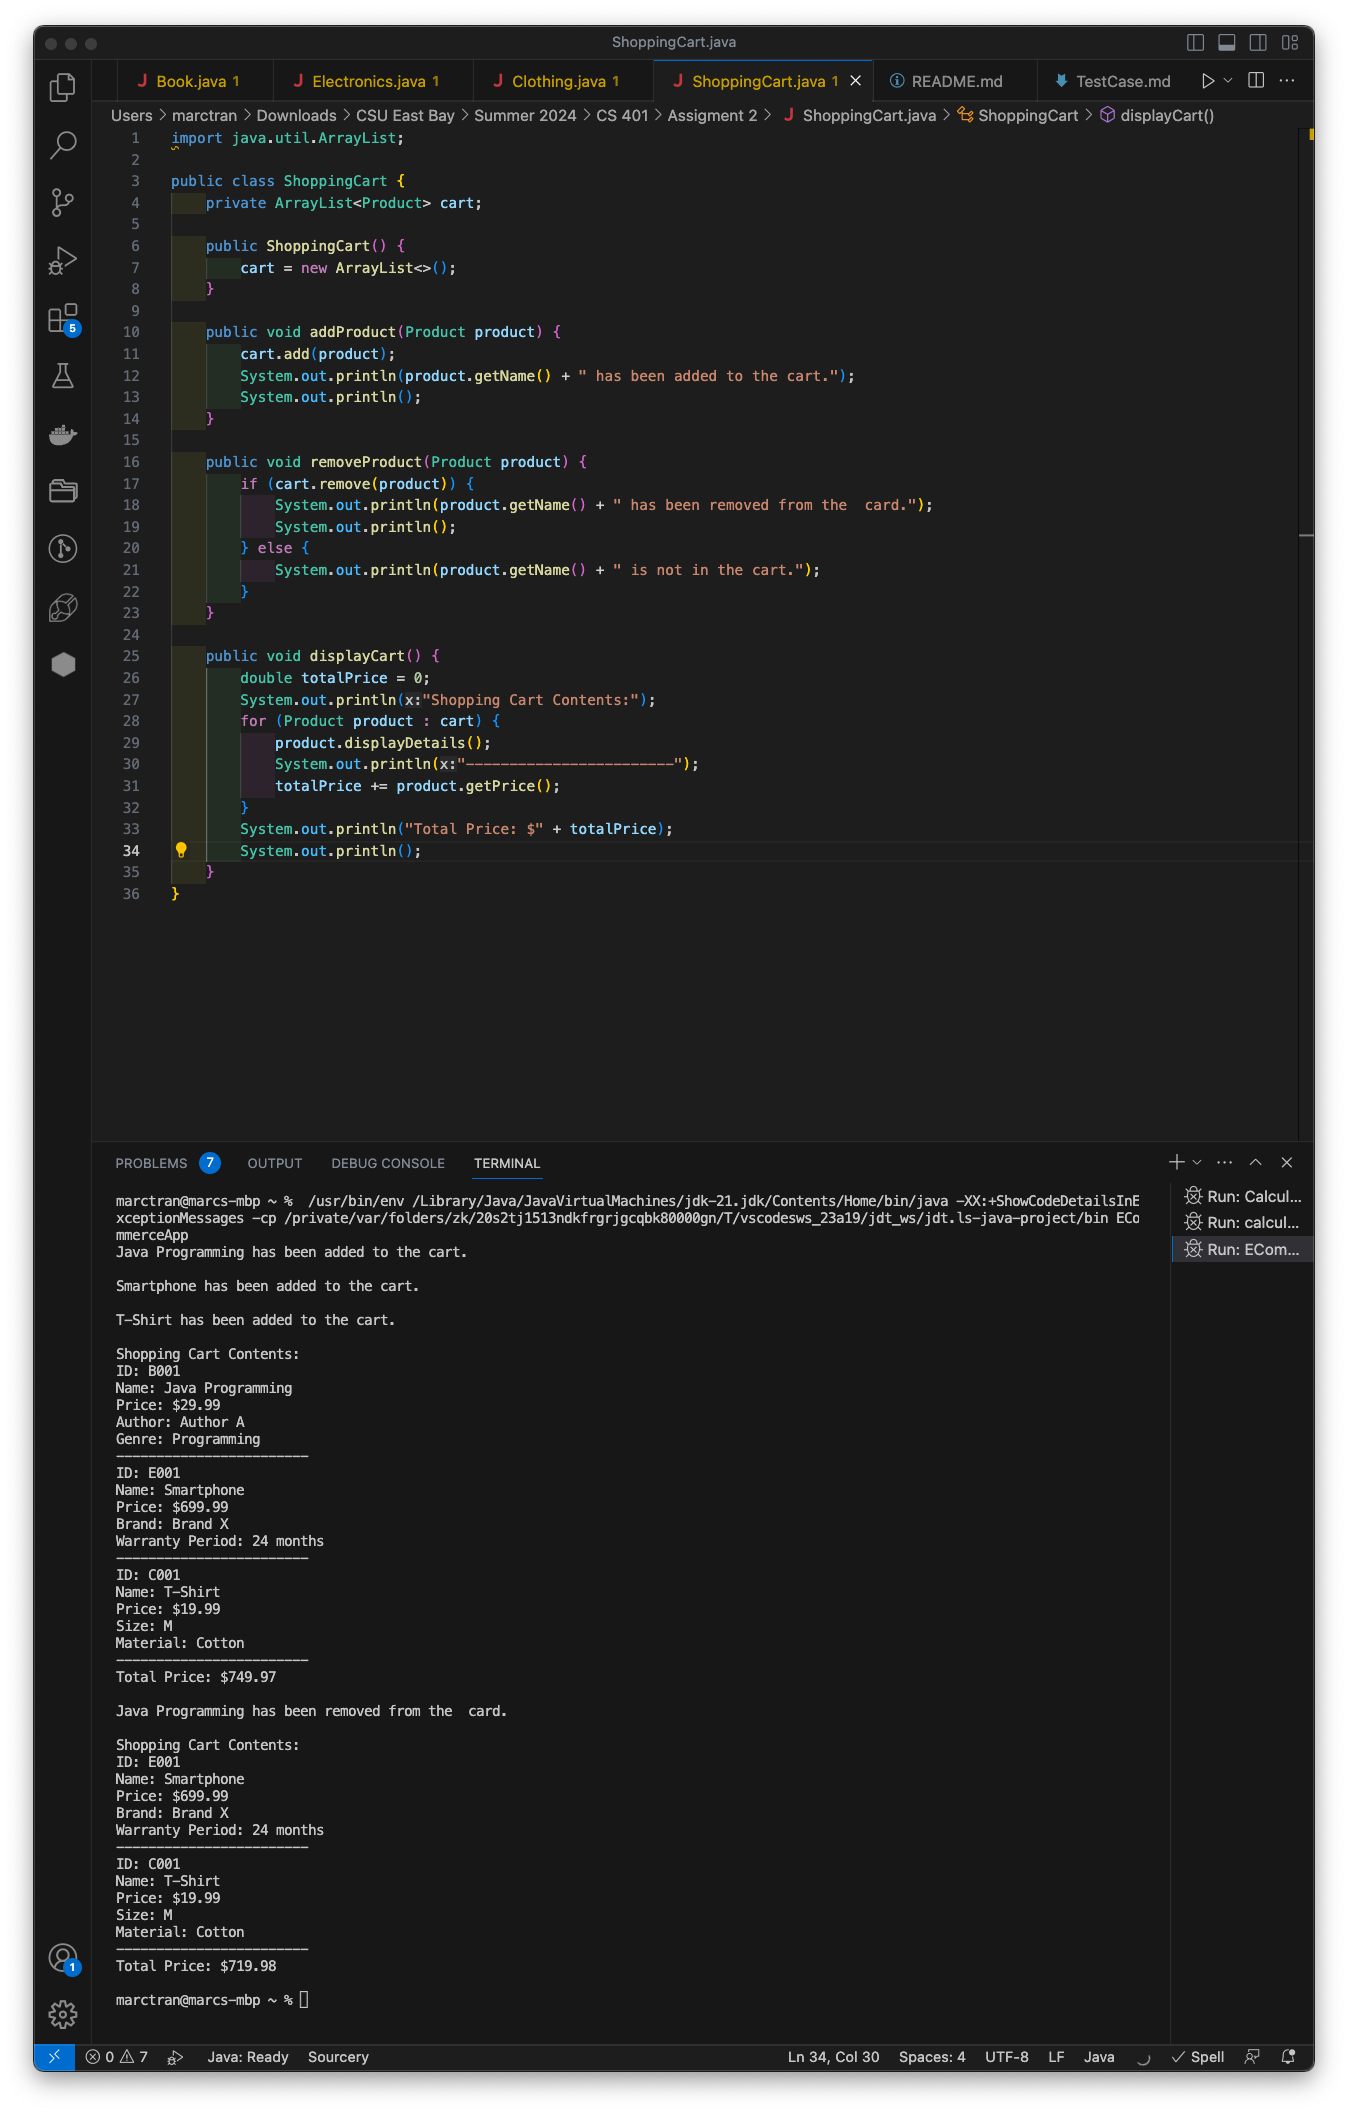 ShoppingCart.java
J Book.java 1
J Electronics.java 1
J Clothing.java 1
J ShoppingCart.java 1
README.md
TestCase.md
Users > marctran > Downloads > CSU East Bay > Summer 2024 > CS 401 > Assigment 2 > J ShoppingCart.java > ShoppingCart > displayCart()
1 import java.util.ArrayList;
2
3 public class ShoppingCart {
4 private ArrayList<Product> cart;
5
6 public ShoppingCart() {
7 cart = new ArrayList<>();
8 }
9
10 public void addProduct(Product product) {
11 cart.add(product);
12 System.out.println(product.getName() + " has been added to the cart.");
13 System.out.println();
14 }
15
16 public void removeProduct(Product product) {
17 if (cart.remove(product)) {
18 System.out.println(product.getName() + " has been removed from the  card.");
19 System.out.println();
20 } else {
21 System.out.println(product.getName() + " is not in the cart.");
22 }
23 }
24
25 public void displayCart() {
26 double totalPrice = 0;
27 System.out.println(x:"Shopping Cart Contents:");
28 for (Product product : cart) {
29 product.displayDetails();
30 System.out.println(x:"------------------------");
31 totalPrice += product.getPrice();
32 }
33 System.out.println("Total Price: $" + totalPrice);
34 System.out.println();
35 }
36 }
5
PROBLEMS 7 OUTPUT DEBUG CONSOLE TERMINAL
marctran@marcs-mbp ~ %  /usr/bin/env /Library/Java/JavaVirtualMachines/jdk-21.jdk/Contents/Home/bin/java -XX:+ShowCodeDetailsInE
xceptionMessages -cp /private/var/folders/zk/20s2tj1513ndkfrgrjgcqbk80000gn/T/vscodesws_23a19/jdt_ws/jdt.ls-java-project/bin ECo
mmerceApp
Java Programming has been added to the cart.
Smartphone has been added to the cart.
T-Shirt has been added to the cart.
Shopping Cart Contents:
ID: B001
Name: Java Programming
Price: $29.99
Author: Author A
Genre: Programming
------------------------
ID: E001
Name: Smartphone
Price: $699.99
Brand: Brand X
Warranty Period: 24 months
------------------------
ID: C001
Name: T-Shirt
Price: $19.99
Size: M
Material: Cotton
------------------------
Total Price: $749.97
Java Programming has been removed from the  card.
Shopping Cart Contents:
ID: E001
Name: Smartphone
Price: $699.99
Brand: Brand X
Warranty Period: 24 months
------------------------
ID: C001
Name: T-Shirt
Price: $19.99
Size: M
Material: Cotton
------------------------
Total Price: $719.98
marctran@marcs-mbp ~ %
Run: Calcul...
Run: calcul...
Run: ECom...
1
0 7 Java: Ready Sourcery Ln 34, Col 30 Spaces: 4 UTF-8 LF Java Spell